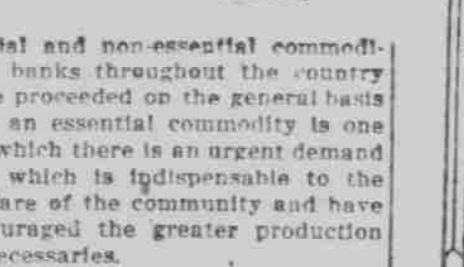 ial and non-essential commodi-
banks throughout the country
e proceeded on the general basis
an essential commodity is one
which there is an urgent demand
which is indispensable to the
are of the community and have
uraged the greater production
ecessaries.